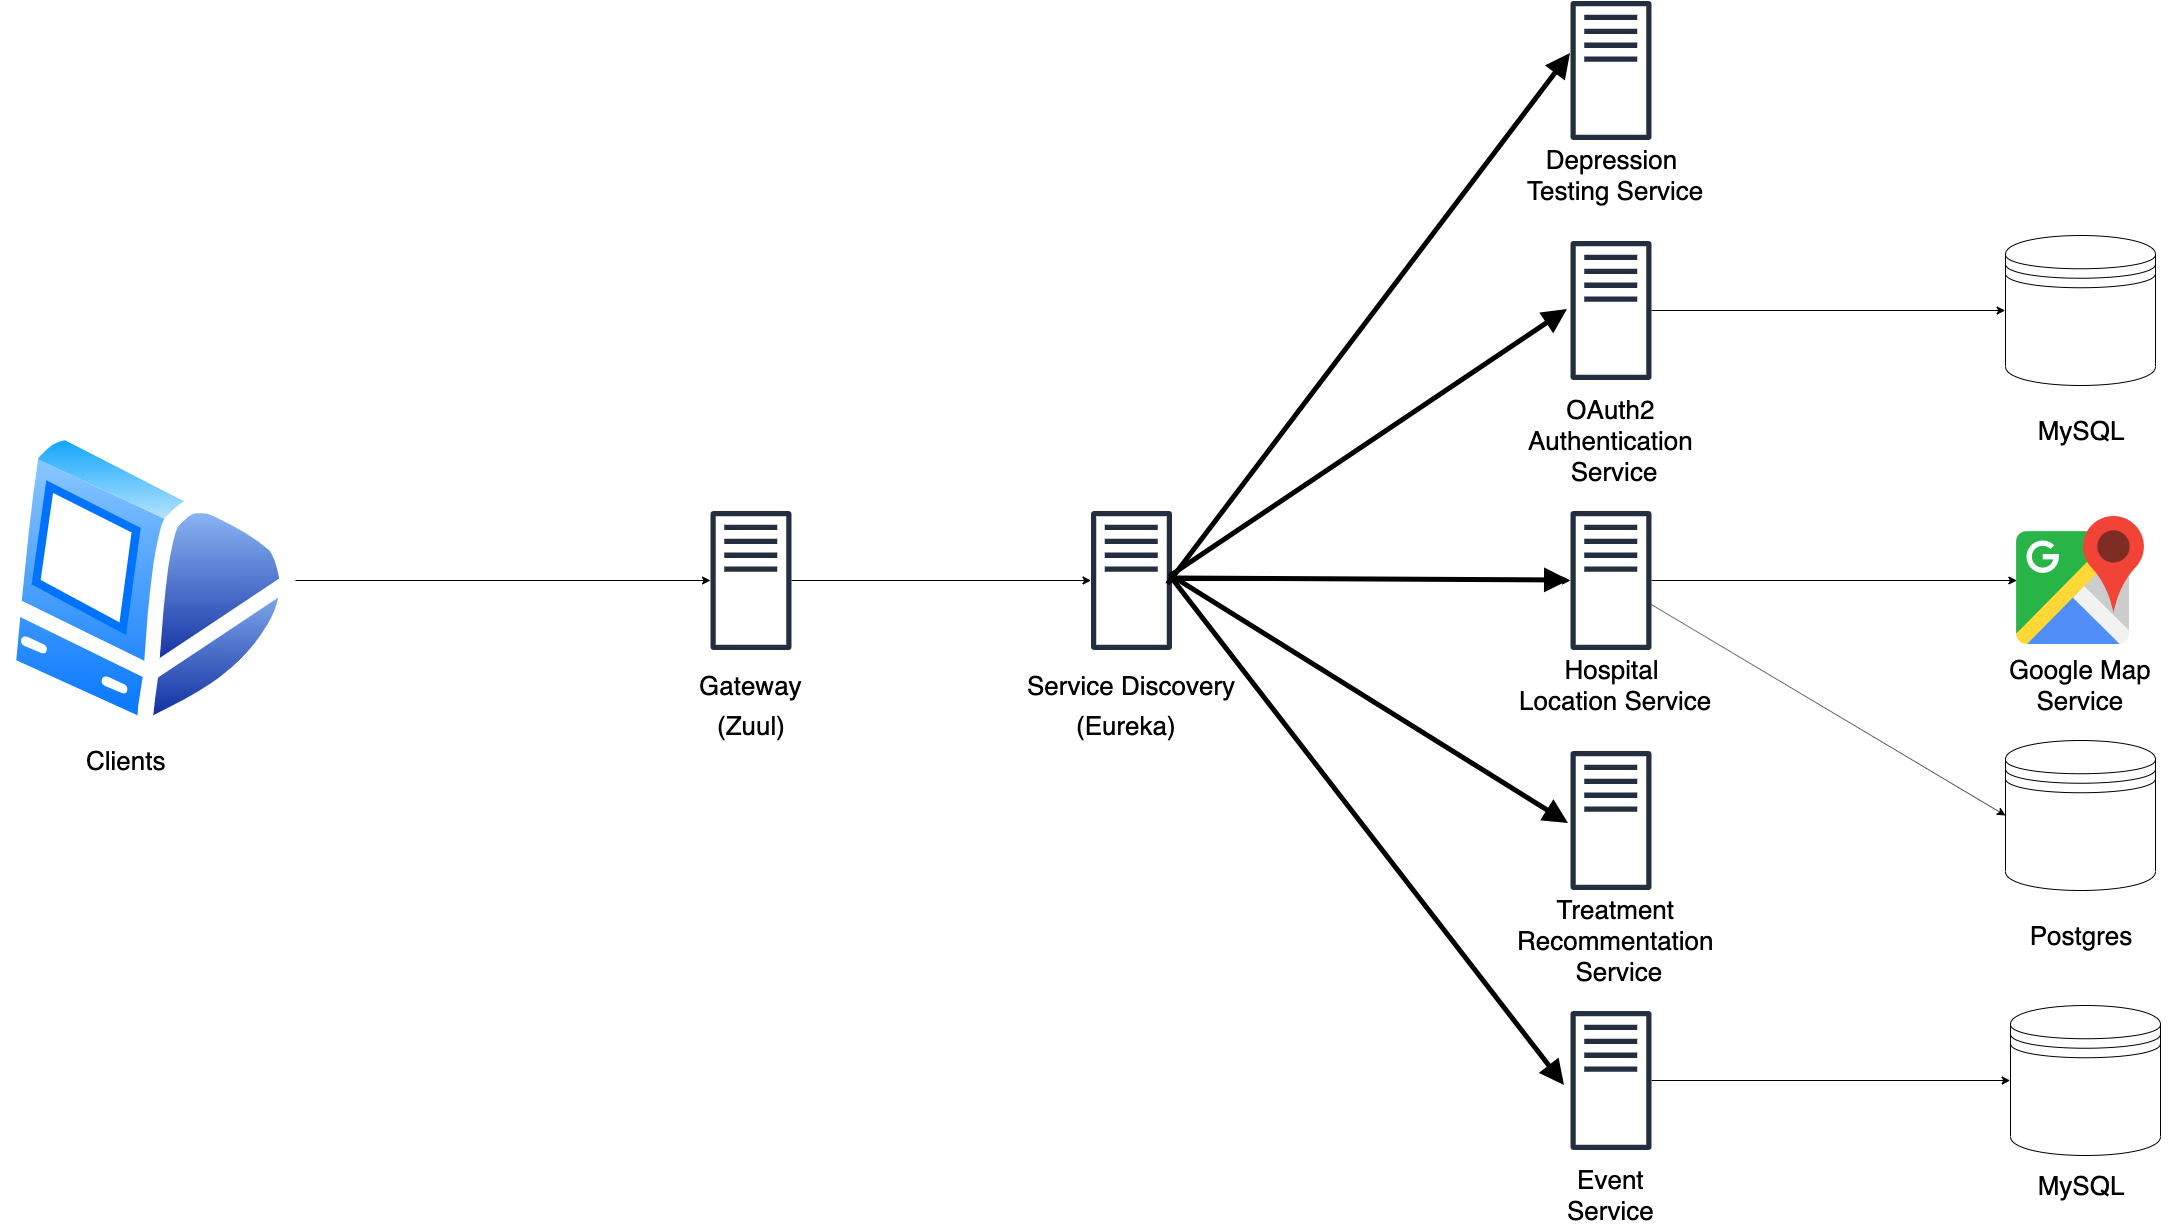 Clients
Gateway
(Zuul)
Service Discovery
(Eureka)
Depression
Testing Service
OAuth2
Authentication
Service
MySQL
G
Hospital
Location Service
Google Map
Service
Treatment
Recommentation
Service
Postgres
Event
Service
MySQL